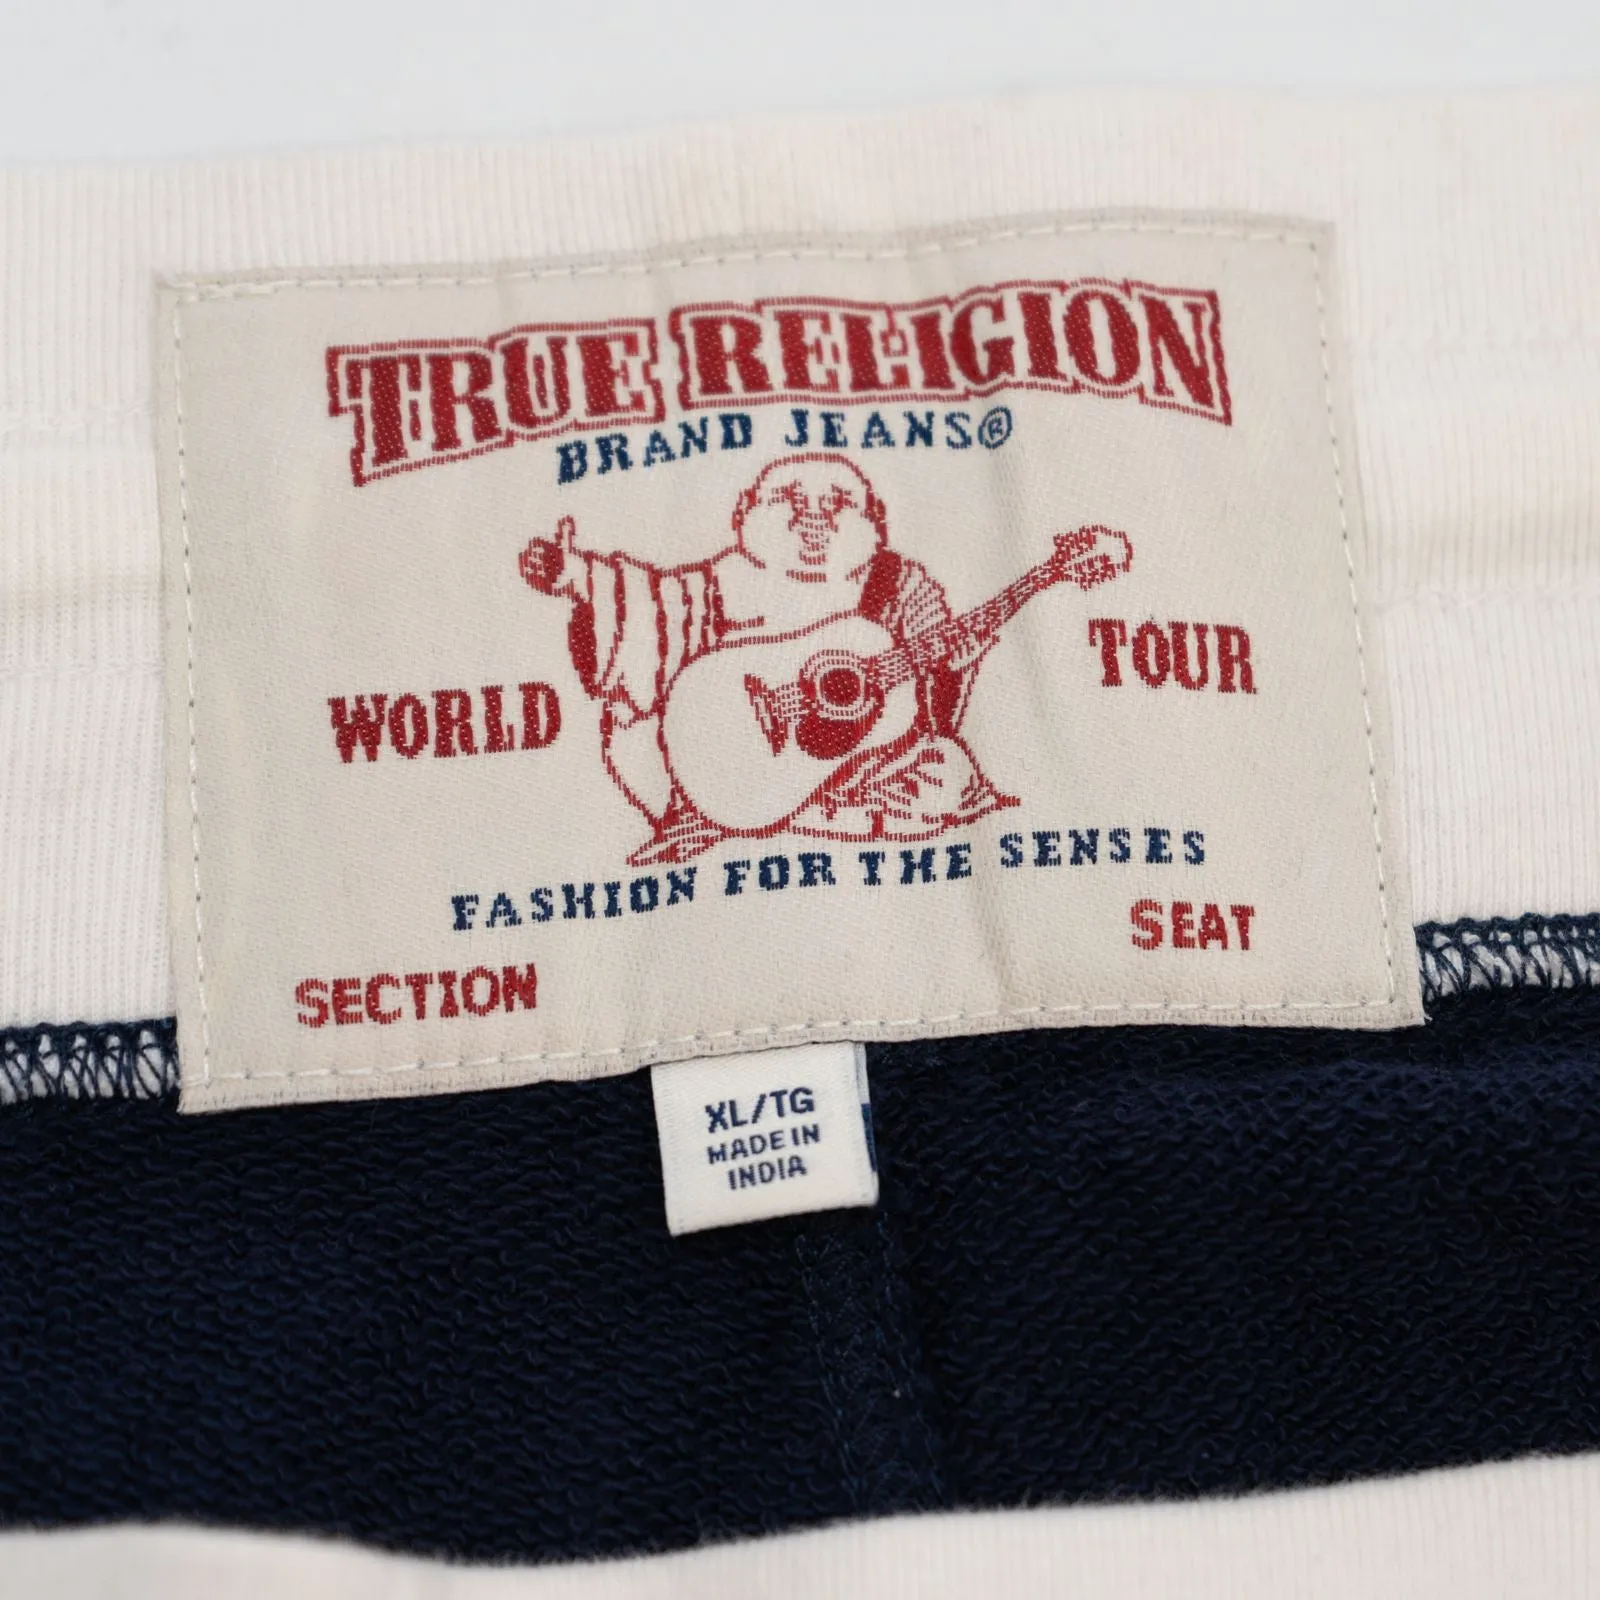 TRUE RELIGION
BRAND JEANS®
WORLD TOUR
FASHION FOR THE SENSES
SECTION SEAT
XL/TG
MADE IN
INDIA